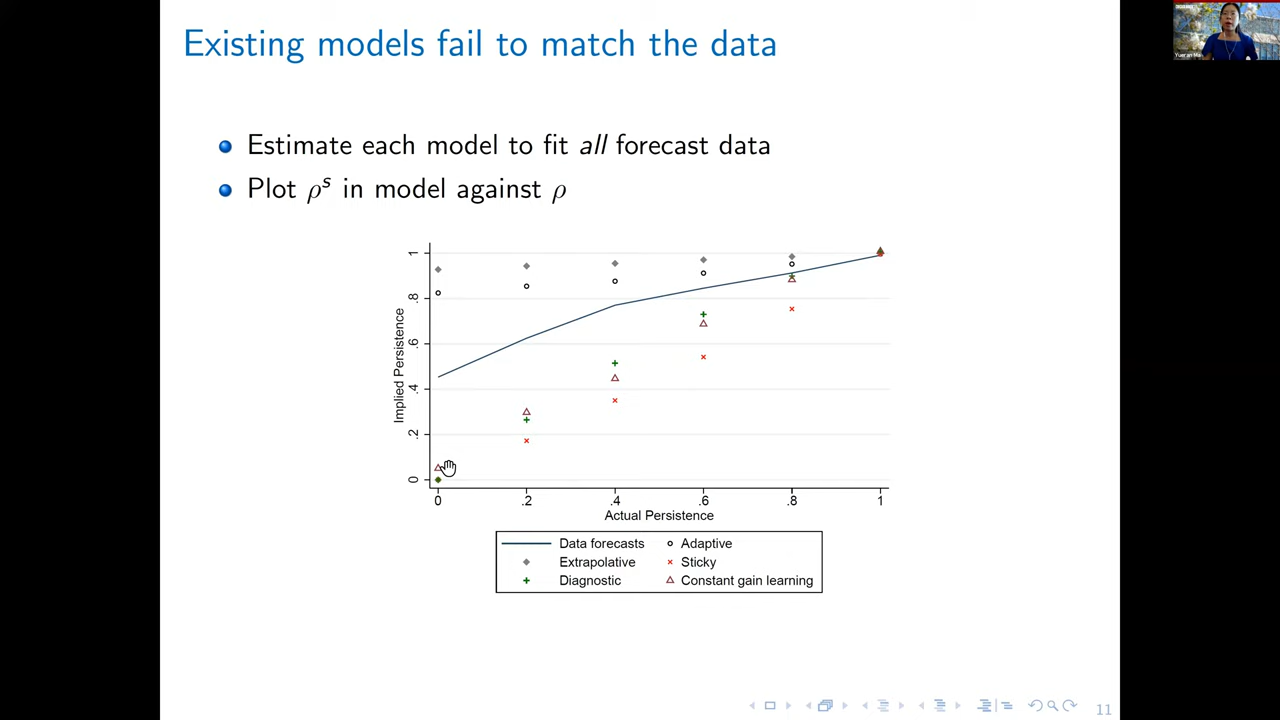 Existing models fail to match the data
Estimate each model to fit all forecast data
Plot ρˢ in model against ρ
Implied Persistence
1
.8
.6
.4
.2
0
0 .2 .4 .6 .8 1
Actual Persistence
Data forecasts Adaptive
Extrapolative Sticky
Diagnostic Constant gain learning
11